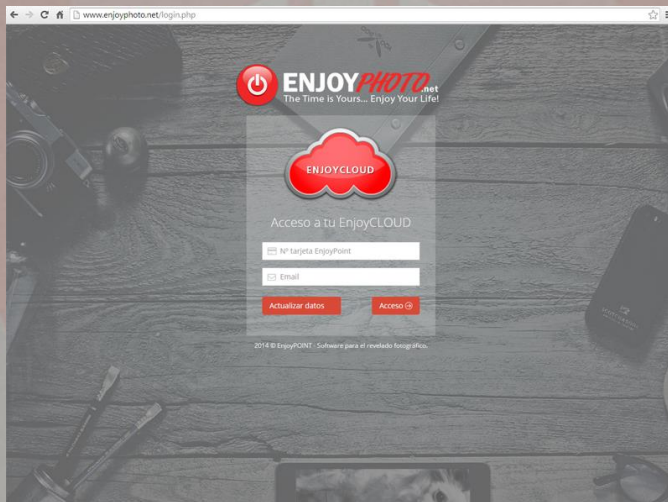 www.enjoyphoto.net/login.php
ENJOYPHOTO.net
The Time is Yours... Enjoy Your Life!
ENJOYCLOUD
Acceso a tu EnjoyCLOUD
Nº tarjeta EnjoyPoint
Email
Actualizar datos
Acceso
2014 © EnjoyPOINT - Software para el revelado fotográfico.